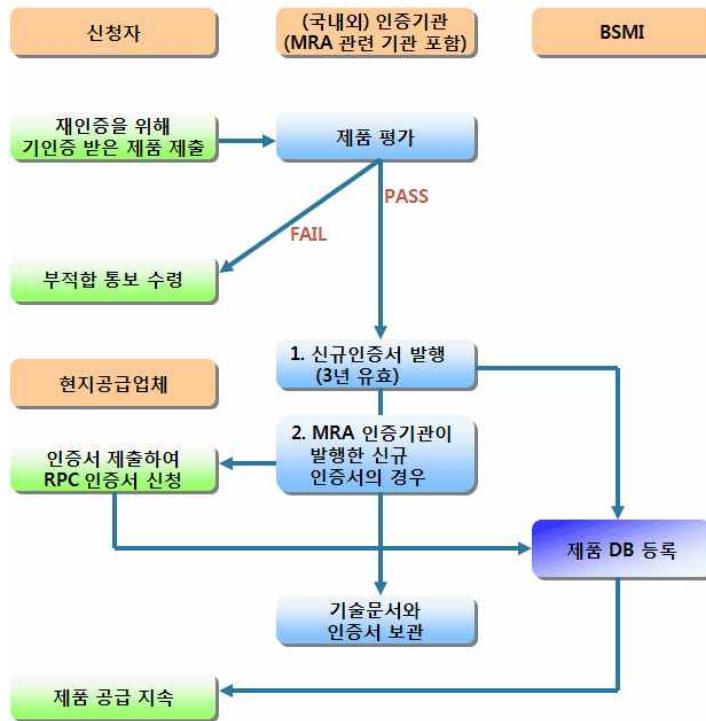 신청자
(국내외) 인증기관
(MRA 관련 기관 포함)
BSMI
재인증을 위해
기인증 받은 제품 제출
제품 평가
PASS
FAIL
부적합 통보 수령
1. 신규인증서 발행
(3년 유효)
현지공급업체
2. MRA 인증기관이
발행한 신규
인증서의 경우
인증서 제출하여
RPC 인증서 신청
제품 DB 등록
기술문서와
인증서 보관
제품 공급 지속